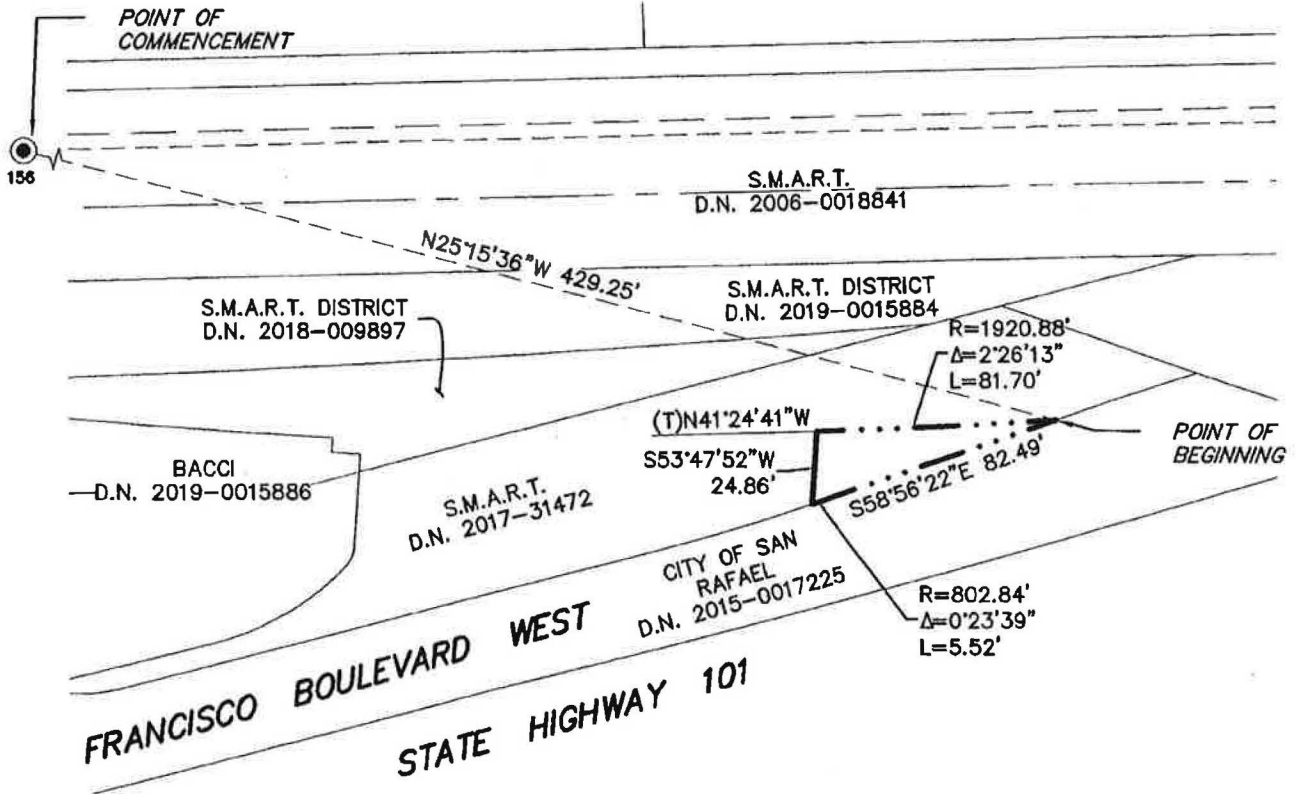 POINT OF
COMMENCEMENT
156
S.M.A.R.T.
D.N. 2006-0018841
N25°15'36"W 429.25'
S.M.A.R.T. DISTRICT
D.N. 2018-009897
S.M.A.R.T. DISTRICT
D.N. 2019-0015884
R=1920.88'
Δ=2°26'13"
L=81.70'
(T)N41°24'41"W
S53°47'52"W
24.86'
POINT OF
BEGINNING
S58°56'22"E 82.49'
BACCI
D.N. 2019-0015886
S.M.A.R.T.
D.N. 2017-31472
CITY OF SAN
RAFAEL
D.N. 2015-0017225
R=802.84'
Δ=0°23'39"
L=5.52'
FRANCISCO BOULEVARD WEST
STATE HIGHWAY 101